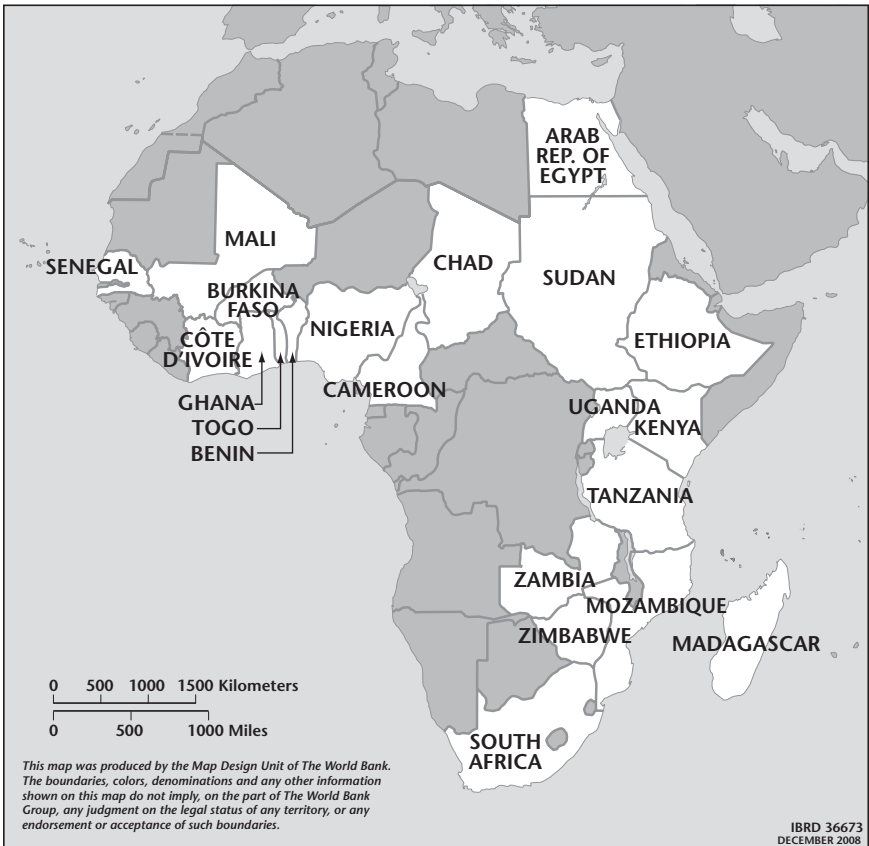 ARAB
REP. OF
EGYPT
MALI
CHAD
SUDAN
SENEGAL
BURKINA
FASO
NIGERIA
CÔTE
D'IVOIRE
ETHIOPIA
CAMEROON
GHANA
TOGO
BENIN
UGANDA
KENYA
TANZANIA
ZAMBIA
MOZAMBIQUE
ZIMBABWE
MADAGASCAR
SOUTH
AFRICA
0 500 1000 1500 Kilometers
0 500 1000 Miles
This map was produced by the Map Design Unit of The World Bank.
The boundaries, colors, denominations and any other information
shown on this map do not imply, on the part of The World Bank
Group, any judgment on the legal status of any territory, or any
endorsement or acceptance of such boundaries.
IBRD 36673
DECEMBER 2008